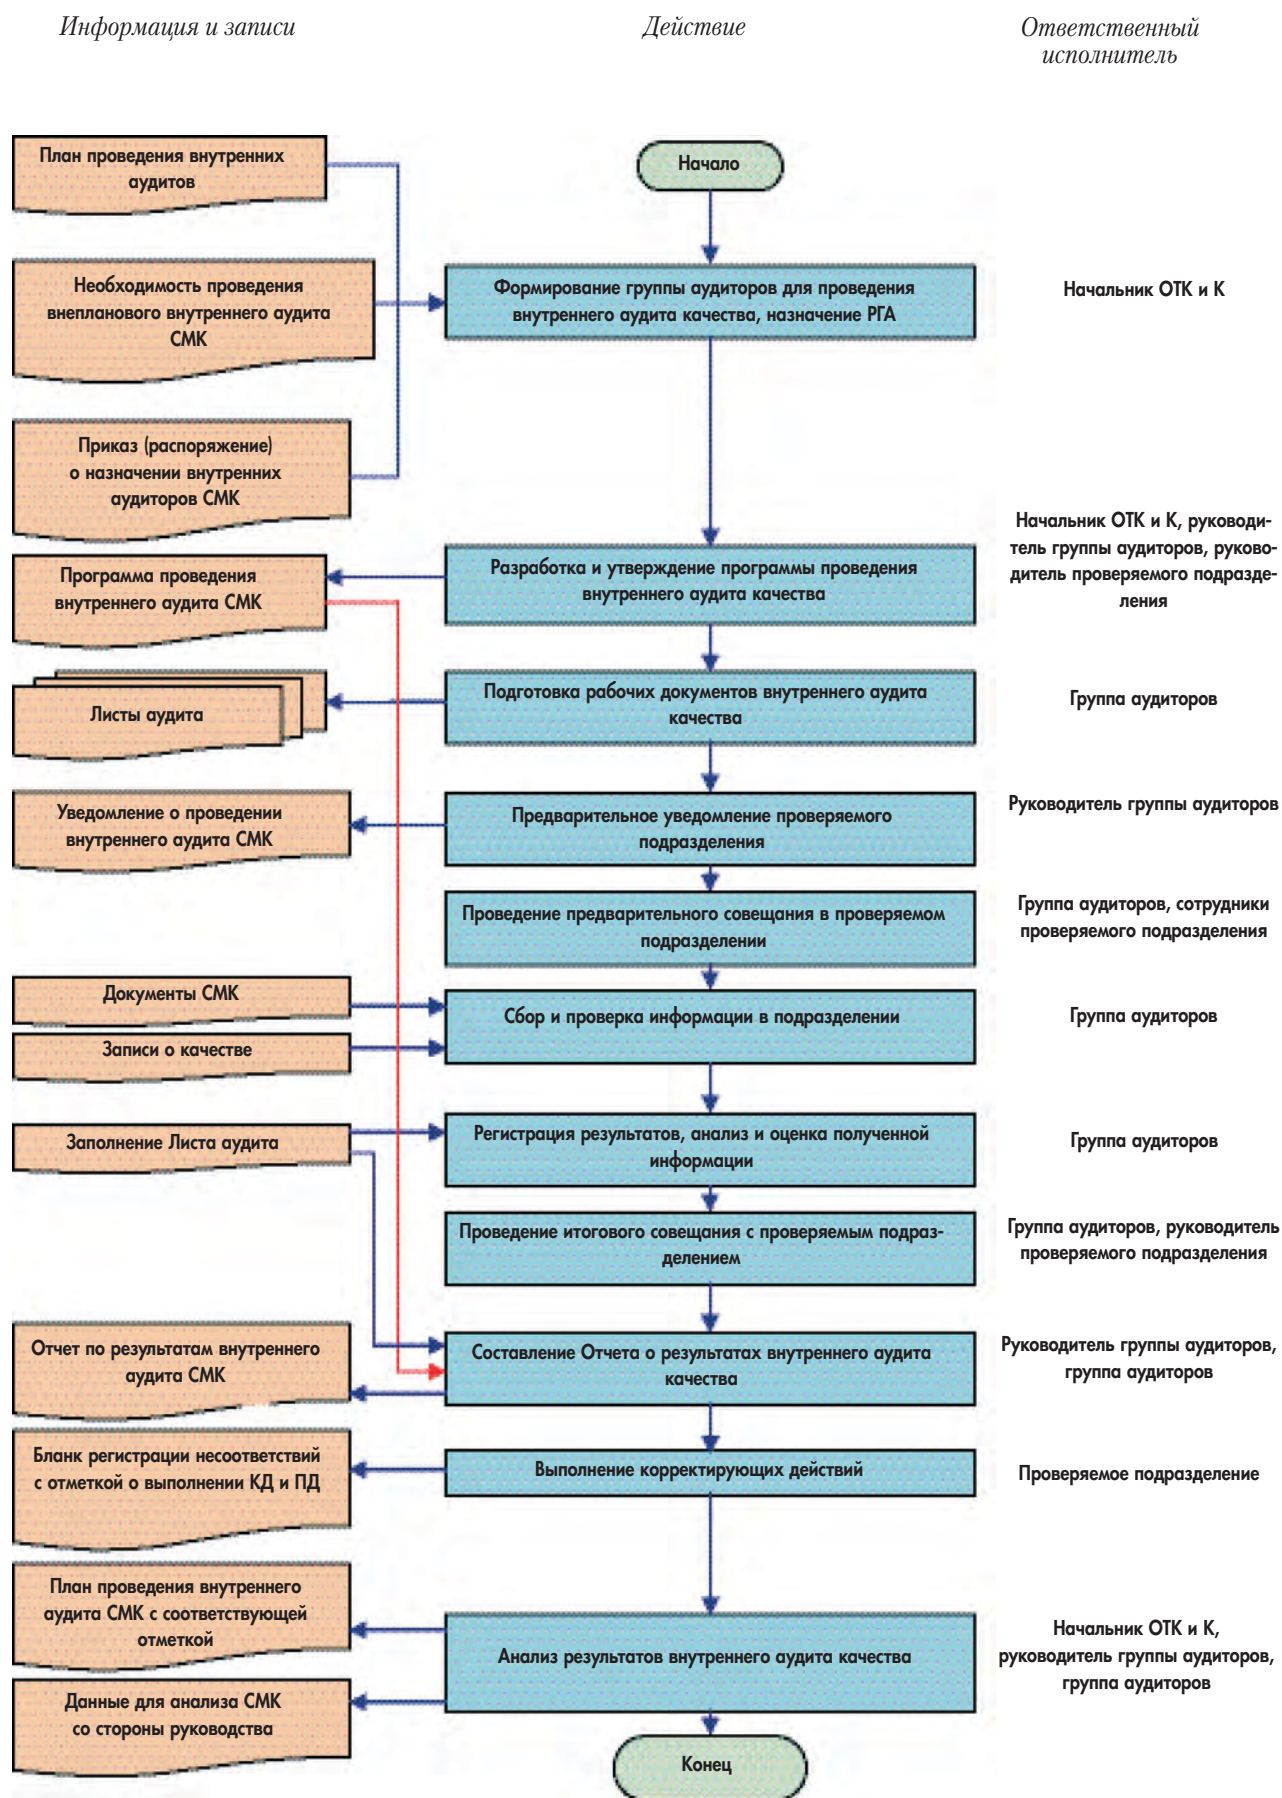 Информация и записи
Действие
Ответственный
исполнитель
План проведения внутренних
аудитов
Начало
Необходимость проведения
внепланового внутреннего аудита
СМК
Формирование группы аудиторов для проведения
внутреннего аудита качества, назначение РГА
Начальник ОТК и К
Приказ (распоряжение)
о назначении внутренних
аудиторов СМК
Программа проведения
внутреннего аудита СМК
Разработка и утверждение программы проведения
внутреннего аудита качества
Начальник ОТК и К, руководи-
тель группы аудиторов, руково-
дитель проверяемого подразде-
ления
Листы аудита
Подготовка рабочих документов внутреннего аудита
качества
Группа аудиторов
Уведомление о проведении
внутреннего аудита СМК
Предварительное уведомление проверяемого
подразделения
Руководитель группы аудиторов
Проведение предварительного совещания в проверяемом
подразделении
Группа аудиторов, сотрудники
проверяемого подразделения
Документы СМК
Записи о качестве
Сбор и проверка информации в подразделении
Группа аудиторов
Заполнение Листа аудита
Регистрация результатов, анализ и оценка полученной
информации
Группа аудиторов
Проведение итогового совещания с проверяемым подраз-
делением
Группа аудиторов, руководитель
проверяемого подразделения
Отчет по результатам внутреннего
аудита СМК
Составление Отчета о результатах внутреннего аудита
качества
Руководитель группы аудиторов,
группа аудиторов
Бланк регистрации несоответствий
с отметкой о выполнении КД и ПД
Выполнение корректирующих действий
Проверяемое подразделение
План проведения внутреннего
аудита СМК с соответствующей
отметкой
Данные для анализа СМК
со стороны руководства
Анализ результатов внутреннего аудита качества
Начальник ОТК и К,
руководитель группы аудиторов,
группа аудиторов
Конец